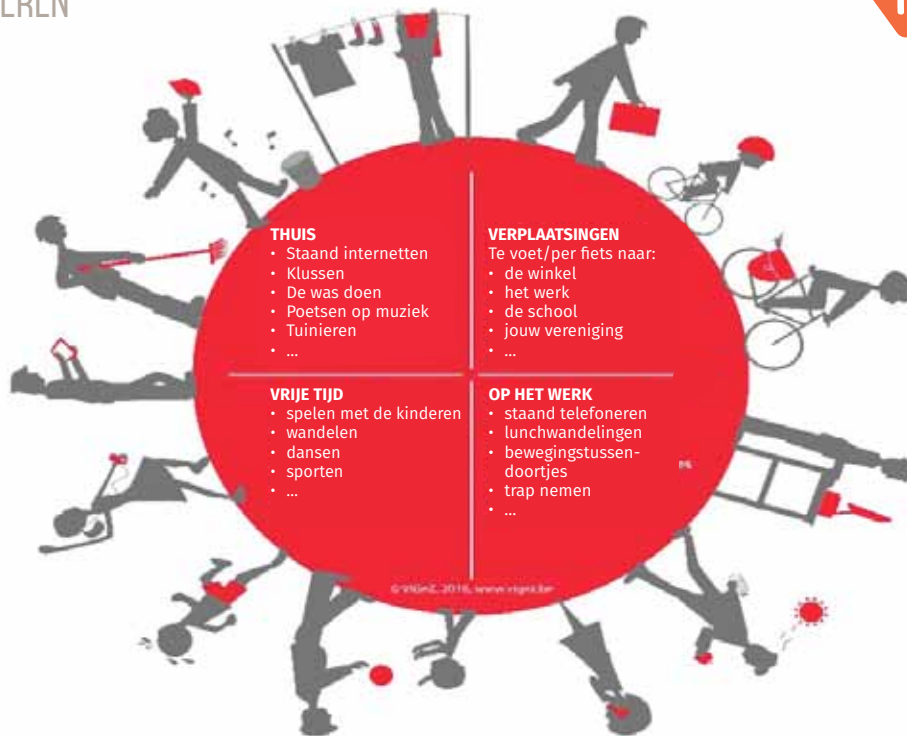 EREN
THUIS
• Staand internetten
• Klussen
• De was doen
• Poetsen op muziek
• Tuinieren
• ...
VERPLAATSINGEN
Te voet/per fiets naar:
• de winkel
• het werk
• de school
• jouw vereniging
• ...
VRIJE TIJD
• spelen met de kinderen
• wandelen
• dansen
• sporten
• ...
OP HET WERK
• staand telefoneren
• lunchwandelingen
• bewegingstussen-
doortjes
• trap nemen
• ...
©VIGeZ, 2016, www.vigez.be